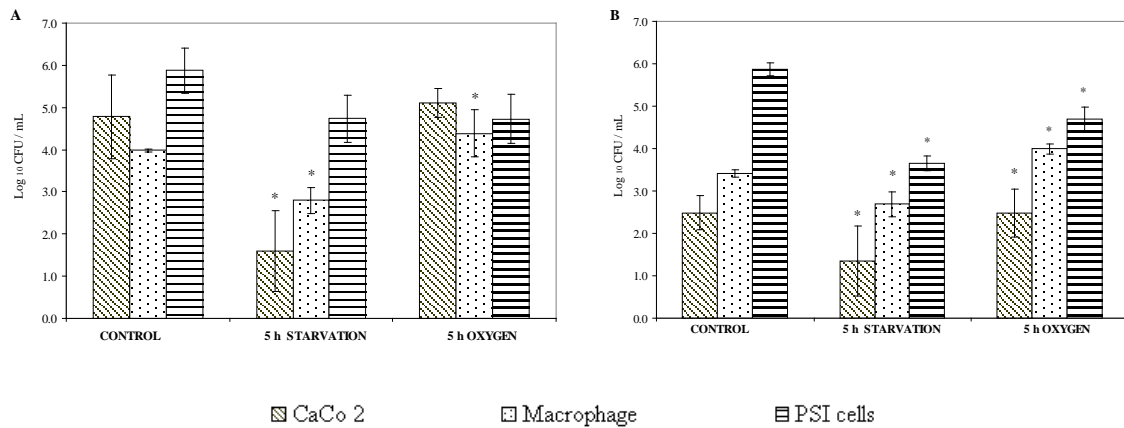 A
7.0
6.0
5.0
4.0
3.0
2.0
1.0
0.0
Log 10 CFU / mL
* * *
CONTROL 5 h STARVATION 5 h OXYGEN
B
7.0
6.0
5.0
4.0
3.0
2.0
1.0
0.0
Log 10 CFU / mL
* * * * * *
CONTROL 5 h STARVATION 5 h OXYGEN
CaCo 2 Macrophage PSI cells